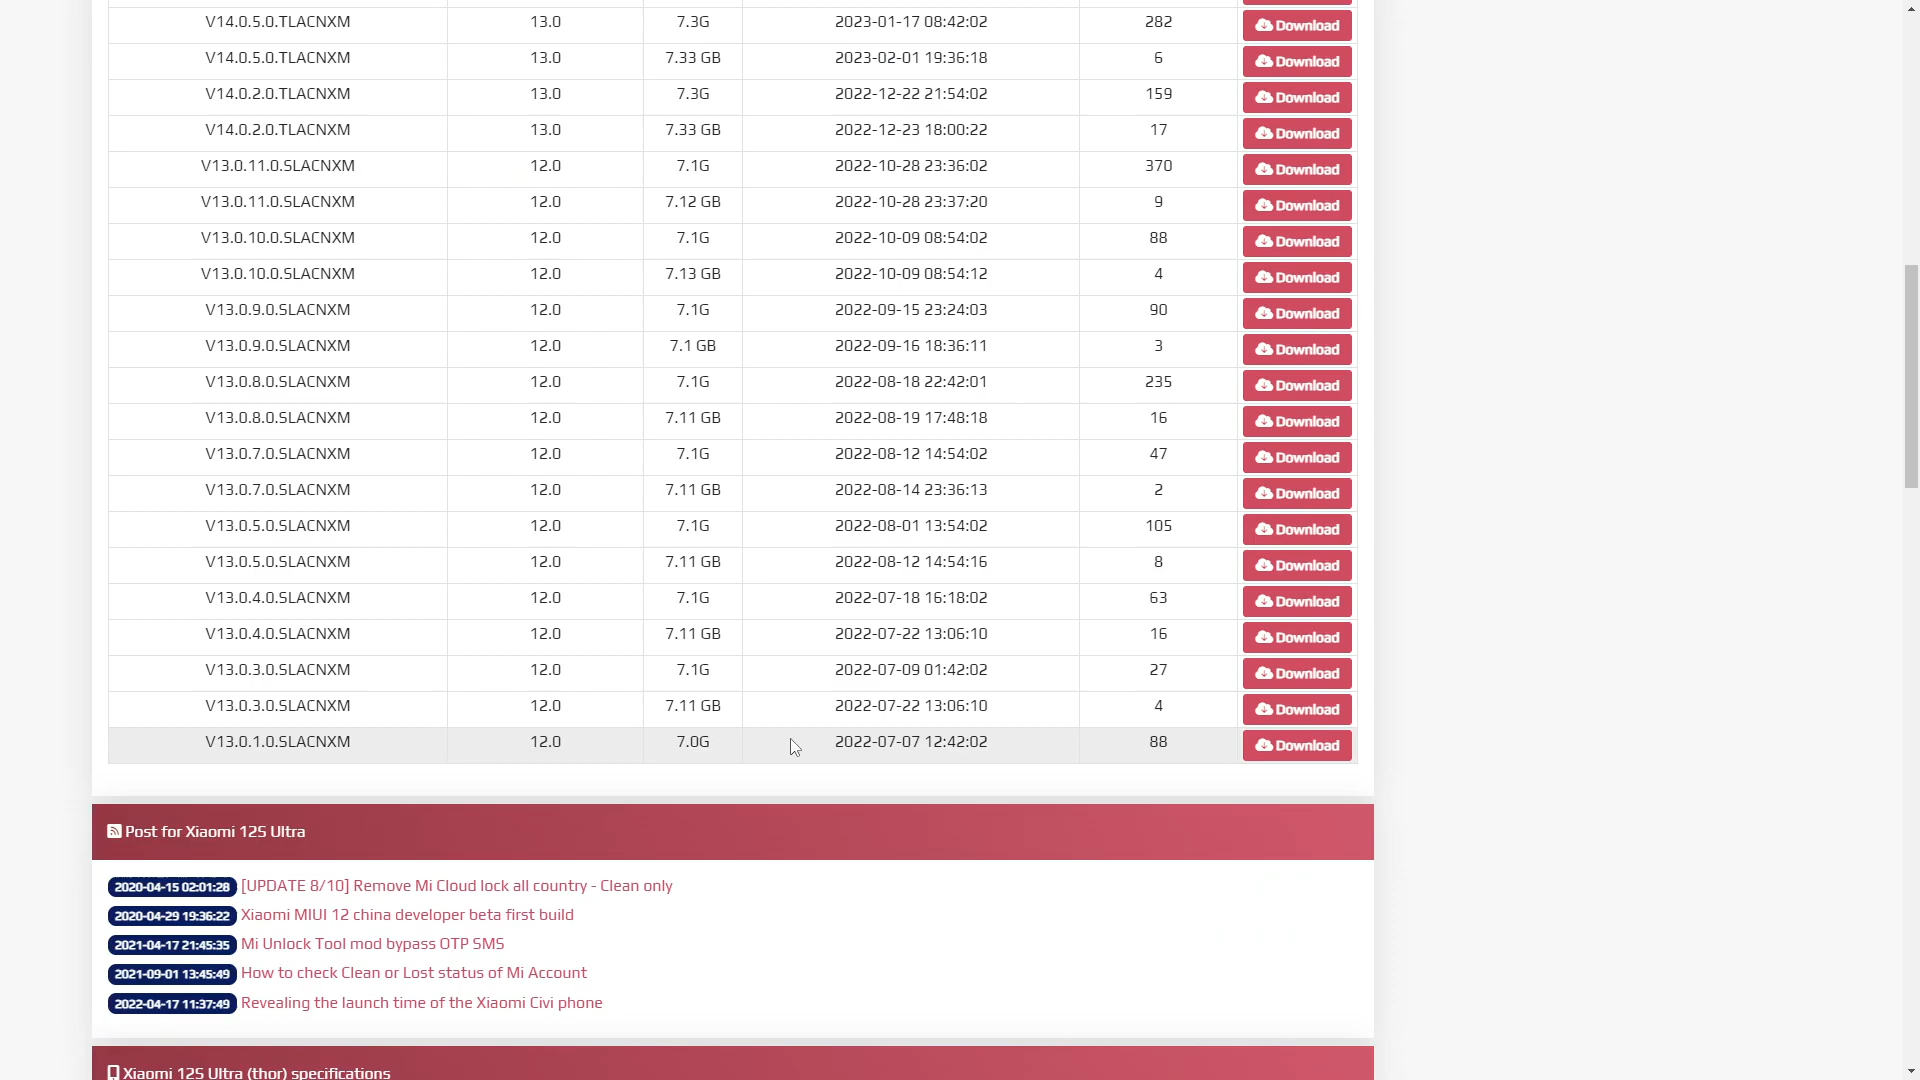 V14.0.5.0.TLACNXM 13.0 7.3G 2023-01-17 08:42:02 282 Download
V14.0.5.0.TLACNXM 13.0 7.33 GB 2023-02-01 19:36:18 6 Download
V14.0.2.0.TLACNXM 13.0 7.3G 2022-12-22 21:54:02 159 Download
V14.0.2.0.TLACNXM 13.0 7.33 GB 2022-12-23 18:00:22 17 Download
V13.0.11.0.SLACNXM 12.0 7.1G 2022-10-28 23:36:02 370 Download
V13.0.11.0.SLACNXM 12.0 7.12 GB 2022-10-28 23:37:20 9 Download
V13.0.10.0.SLACNXM 12.0 7.1G 2022-10-09 08:54:02 88 Download
V13.0.10.0.SLACNXM 12.0 7.13 GB 2022-10-09 08:54:12 4 Download
V13.0.9.0.SLACNXM 12.0 7.1G 2022-09-15 23:24:03 90 Download
V13.0.9.0.SLACNXM 12.0 7.1 GB 2022-09-16 18:36:11 3 Download
V13.0.8.0.SLACNXM 12.0 7.1G 2022-08-18 22:42:01 235 Download
V13.0.8.0.SLACNXM 12.0 7.11 GB 2022-08-19 17:48:18 16 Download
V13.0.7.0.SLACNXM 12.0 7.1G 2022-08-12 14:54:02 47 Download
V13.0.7.0.SLACNXM 12.0 7.11 GB 2022-08-14 23:36:13 2 Download
V13.0.5.0.SLACNXM 12.0 7.1G 2022-08-01 13:54:02 105 Download
V13.0.5.0.SLACNXM 12.0 7.11 GB 2022-08-12 14:54:16 8 Download
V13.0.4.0.SLACNXM 12.0 7.1G 2022-07-18 16:18:02 63 Download
V13.0.4.0.SLACNXM 12.0 7.11 GB 2022-07-22 13:06:10 16 Download
V13.0.3.0.SLACNXM 12.0 7.1G 2022-07-09 01:42:02 27 Download
V13.0.3.0.SLACNXM 12.0 7.11 GB 2022-07-22 13:06:10 4 Download
V13.0.1.0.SLACNXM 12.0 7.0G 2022-07-07 12:42:02 88 Download
Post for Xiaomi 12S Ultra
2020-04-15 02:01:28 [UPDATE 8/10] Remove Mi Cloud lock all country - Clean only
2020-04-29 19:36:22 Xiaomi MIUI 12 china developer beta first build
2021-04-17 21:45:35 Mi Unlock Tool mod bypass OTP SMS
2021-09-01 13:45:49 How to check Clean or Lost status of Mi Account
2022-04-17 11:37:49 Revealing the launch time of the Xiaomi Civi phone
Xiaomi 12S Ultra (thor) specifications